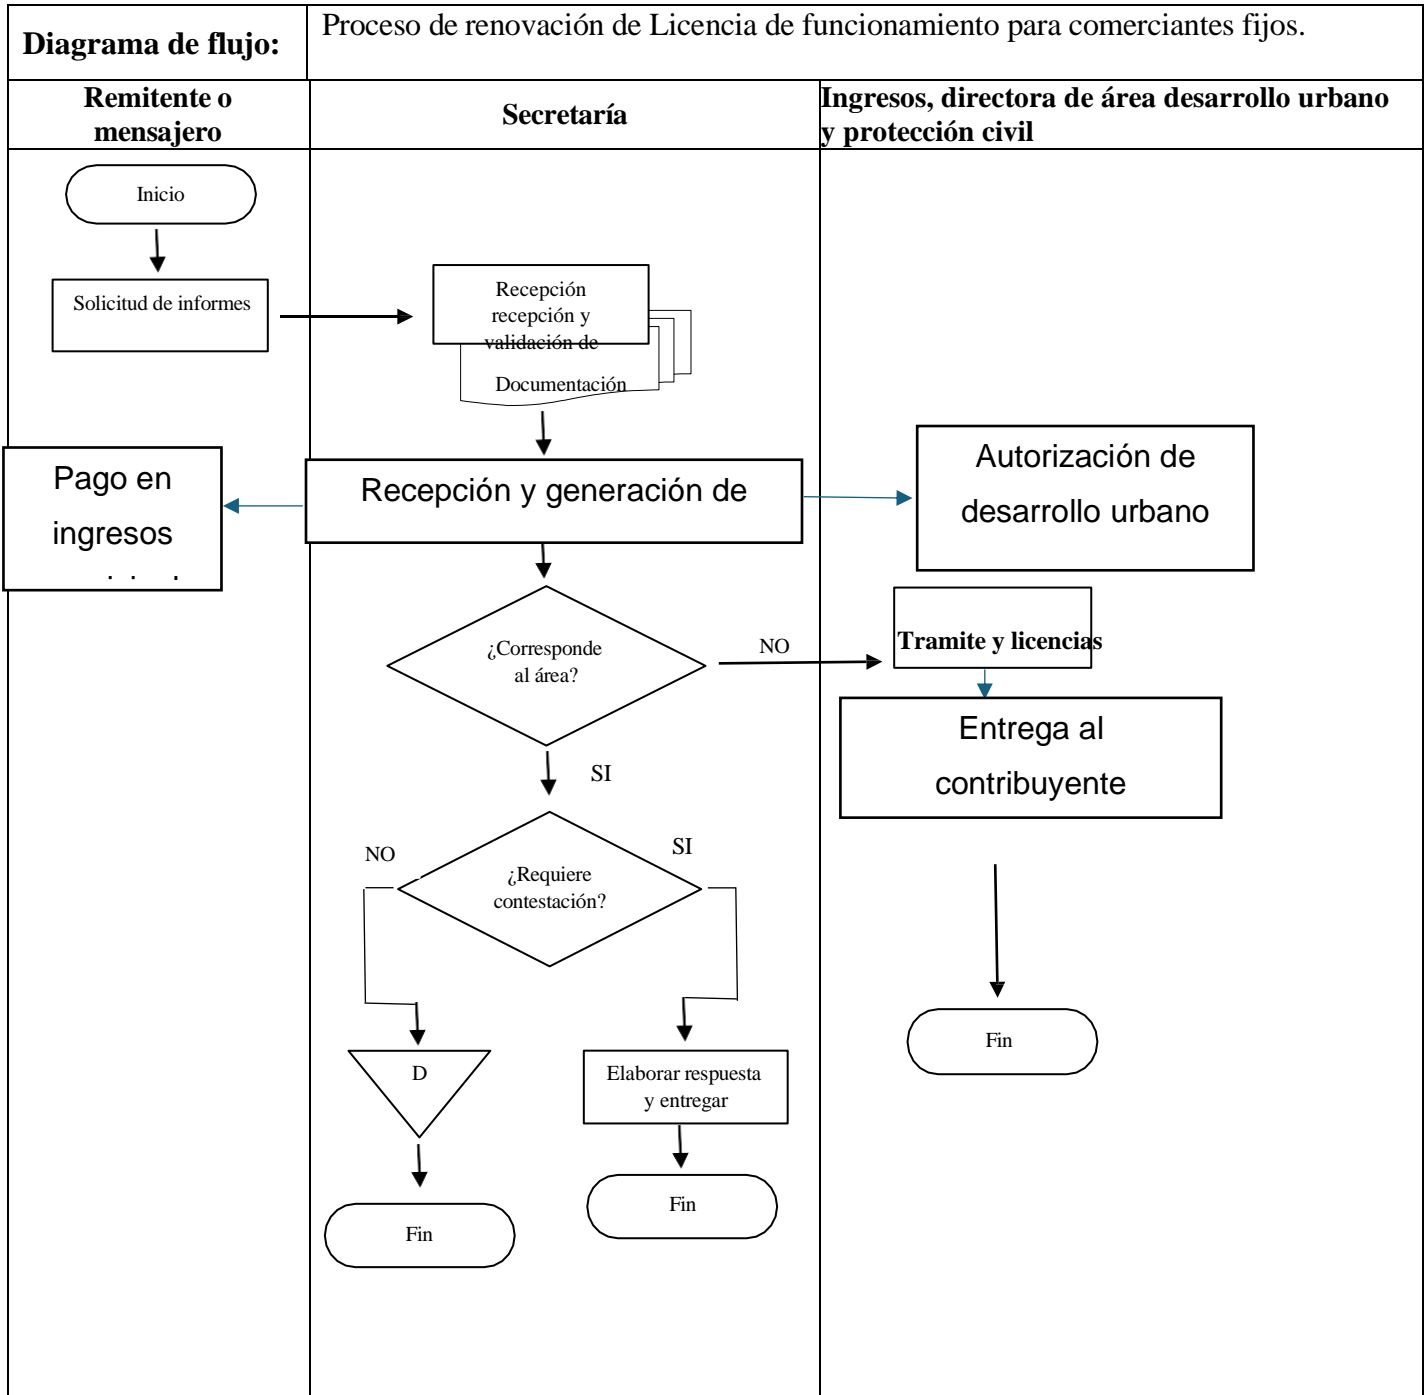 Diagrama de flujo:
Proceso de renovación de Licencia de funcionamiento para comerciantes fijos.
Remitente o
mensajero
Secretaría
Ingresos, directora de área desarrollo urbano
y protección civil
Inicio
Solicitud de informes
Recepción
recepción y
validación de
Documentación
Pago en
ingresos
Recepción y generación de
Autorización de
desarrollo urbano
¿Corresponde
al área?
NO
Tramite y licencias
Entrega al
contribuyente
SI
NO
SI
¿Requiere
contestación?
D
Elaborar respuesta
y entregar
Fin
Fin
Fin